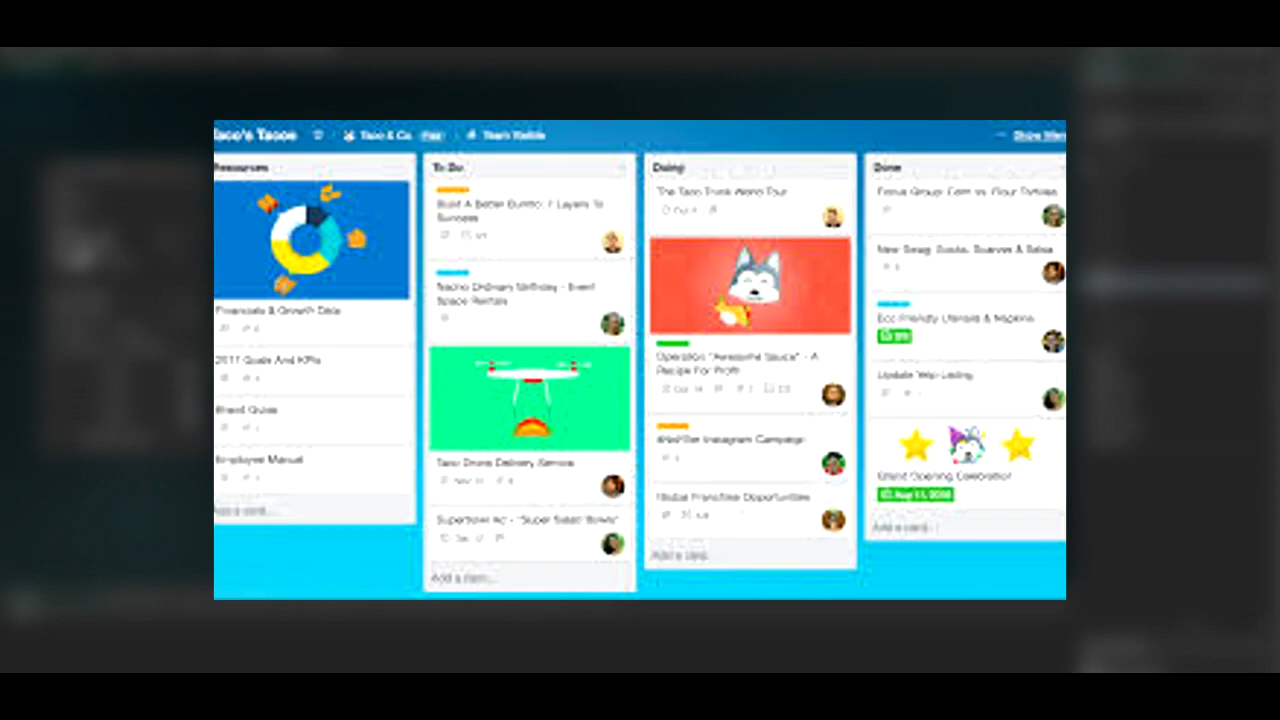 Taco's Tacos
Taco & Co.
Team Visible
Resources
Financials & Growth Data
2017 Goals And KPIs
Brand Guide
Employee Manual
Add a card...
To Do
Build A Better Burrito: 7 Layers To
Success
Nacho Ordinary Birthday - Event
Space Rentals
Taco Drone Delivery Service
Superbowl Ad - "Super Salad Bowls"
Add a card...
Doing
The Taco Truck World Tour
Operation "Awesome Sauce" - A
Recipe For Profit
Instagram Campaign
Global Franchise Opportunities
Add a card...
Done
Focus Group: Corn vs. Flour Tortillas
New Swag: Socks, Scarves & Salsa
Eco Friendly Utensils & Napkins
Update Yelp Listing
Grand Opening Celebration
Aug 11,
Add a card...